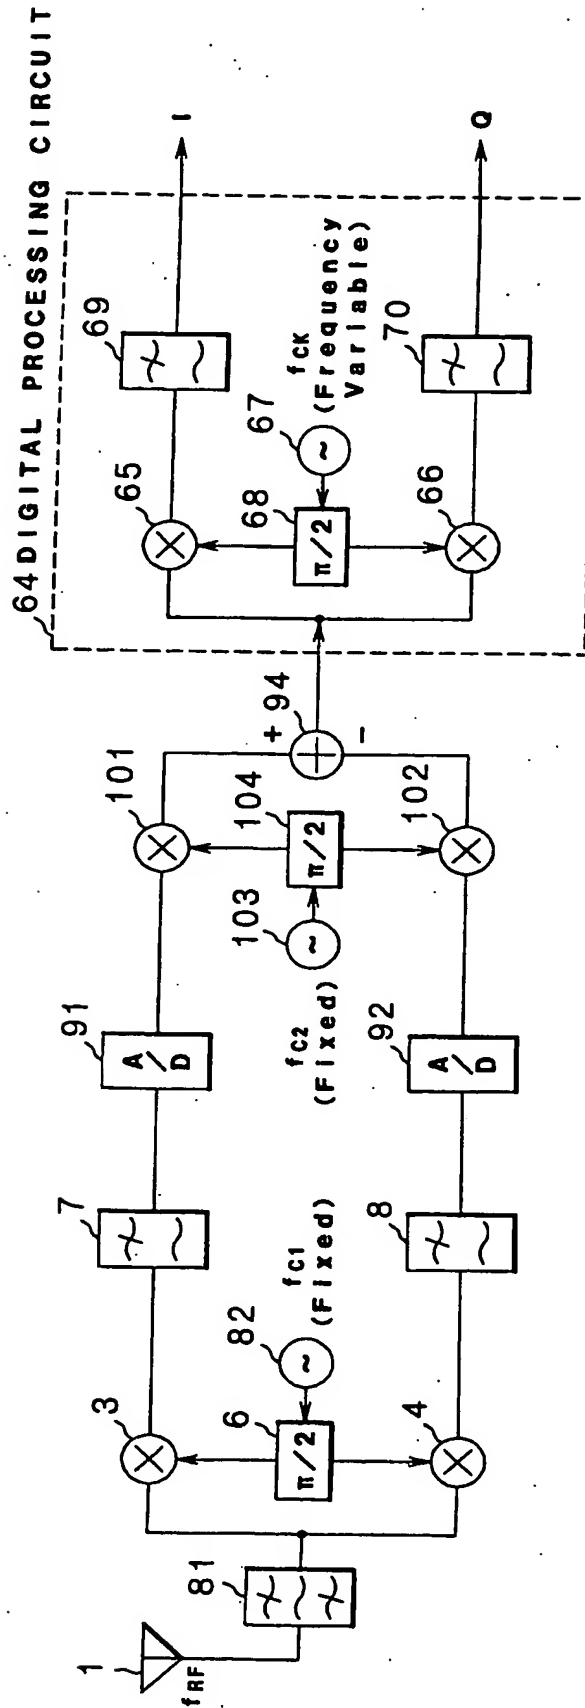 64 DIGITAL PROCESSING CIRCUIT
1
fRF
81
3
4
6
π/2
82
~
fC1
(Fixed)
7
8
91
A/D
92
A/D
fC2
(Fixed)
103
~
104
π/2
101
102
+
94
−
65
66
68
π/2
67
~
fCK
(Frequency
Variable)
69
70
I
Q